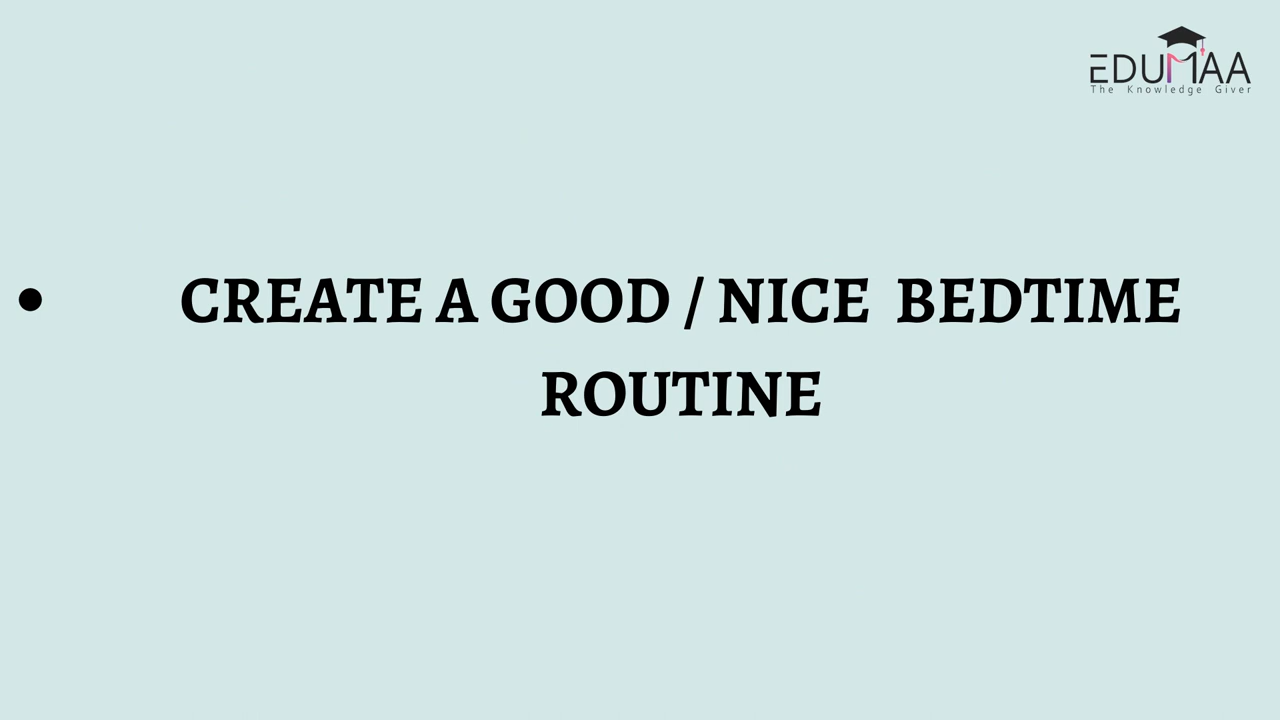 EDUMAA
The Knowledge Giver
• CREATE A GOOD / NICE BEDTIME
ROUTINE